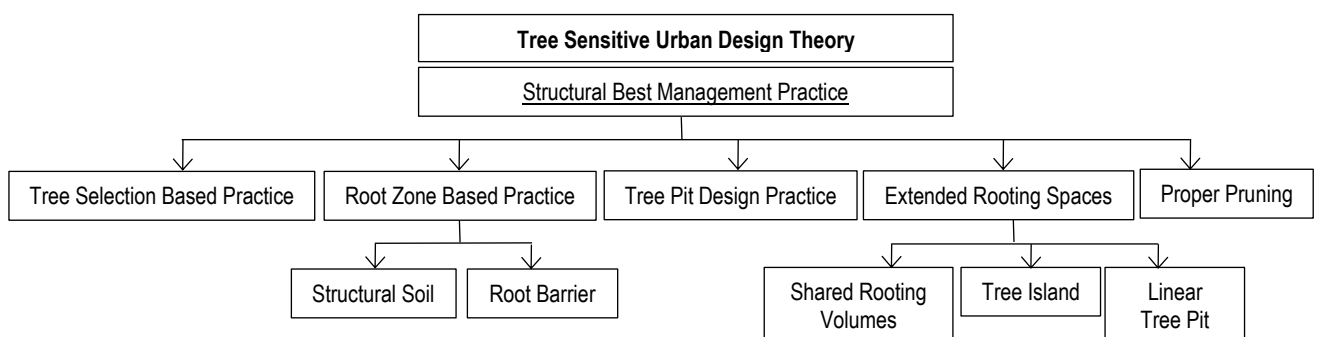 Tree Sensitive Urban Design Theory
Structural Best Management Practice
Tree Selection Based Practice
Root Zone Based Practice
Tree Pit Design Practice
Extended Rooting Spaces
Proper Pruning
Structural Soil
Root Barrier
Shared Rooting
Volumes
Tree Island
Linear
Tree Pit